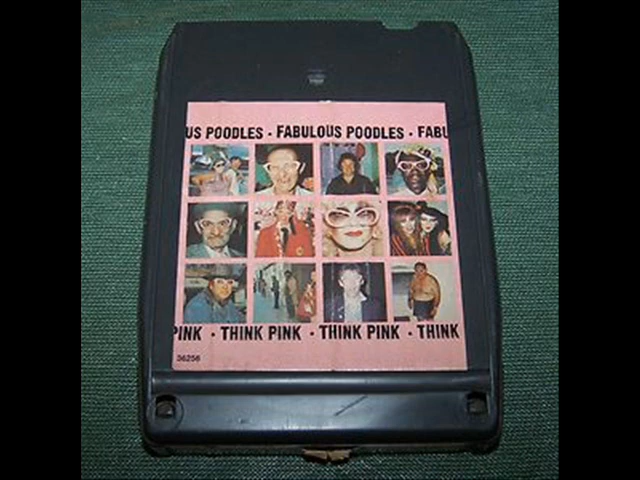 US POODLES · FABULOUS POODLES · FABU
PINK · THINK PINK · THINK PINK · THINK
36256